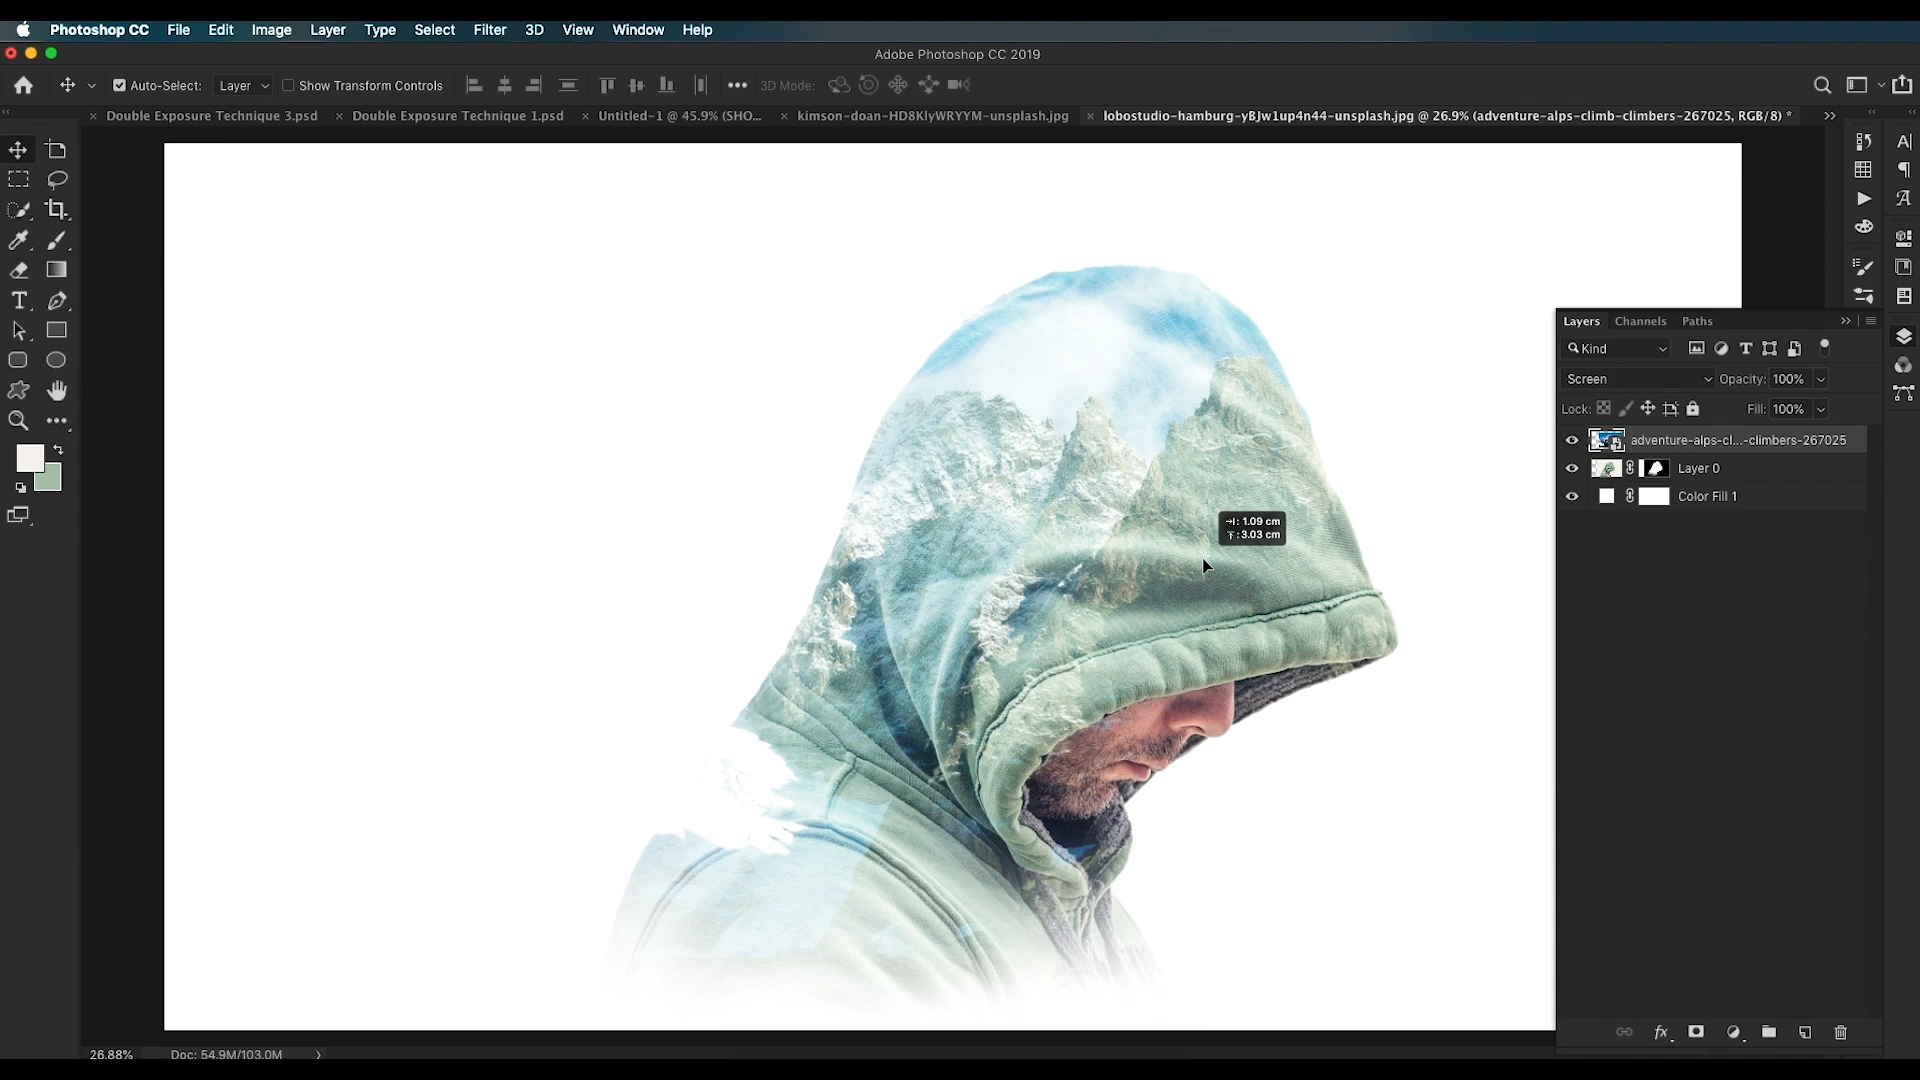 Photoshop CC File Edit Image Layer Type Select Filter 3D View Window Help
Adobe Photoshop CC 2019
Auto-Select: Layer Show Transform Controls 3D Mode:
Double Exposure Technique 3.psd Double Exposure Technique 1.psd Untitled-1 @ 45.9% (SHO... kimson-doan-HD8KlyWRYYM-unsplash.jpg lobostudio-hamburg-yBJw1up4n44-unsplash.jpg @ 26.9% (adventure-alps-climb-climbers-267025, RGB/8) *
Layers Channels Paths
Kind
Screen Opacity: 100%
Lock: Fill: 100%
adventure-alps-cl...-climbers-267025
Layer 0
Color Fill 1
: 1.09 cm
: 3.03 cm
fx
26.88% Doc: 54.9M/103.0M